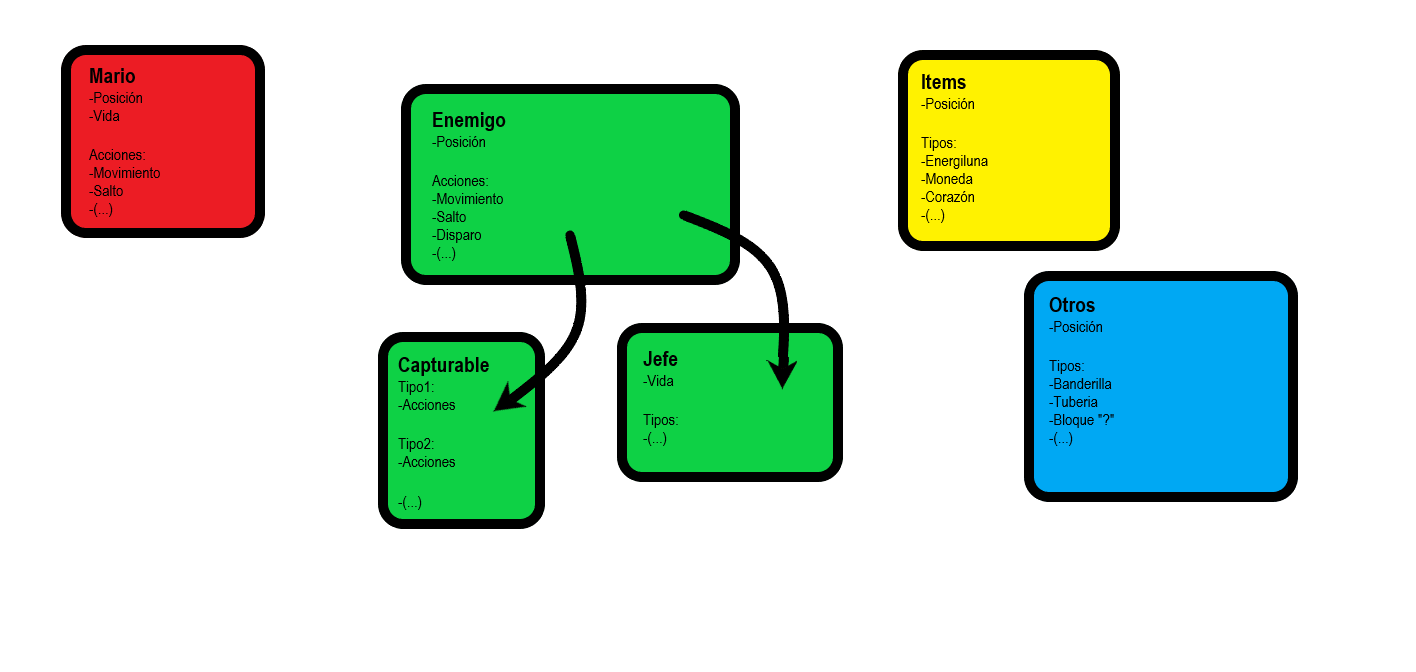 Mario
-Posición
-Vida
Acciones:
-Movimiento
-Salto
-(...)
Enemigo
-Posición
Acciones:
-Movimiento
-Salto
-Disparo
-(...)
Capturable
Tipo1:
-Acciones
Tipo2:
-Acciones
-(...)
Jefe
-Vida
Tipos:
-(...)
Items
-Posición
Tipos:
-Energiluna
-Moneda
-Corazón
-(...)
Otros
-Posición
Tipos:
-Banderilla
-Tuberia
-Bloque "?"
-(...)